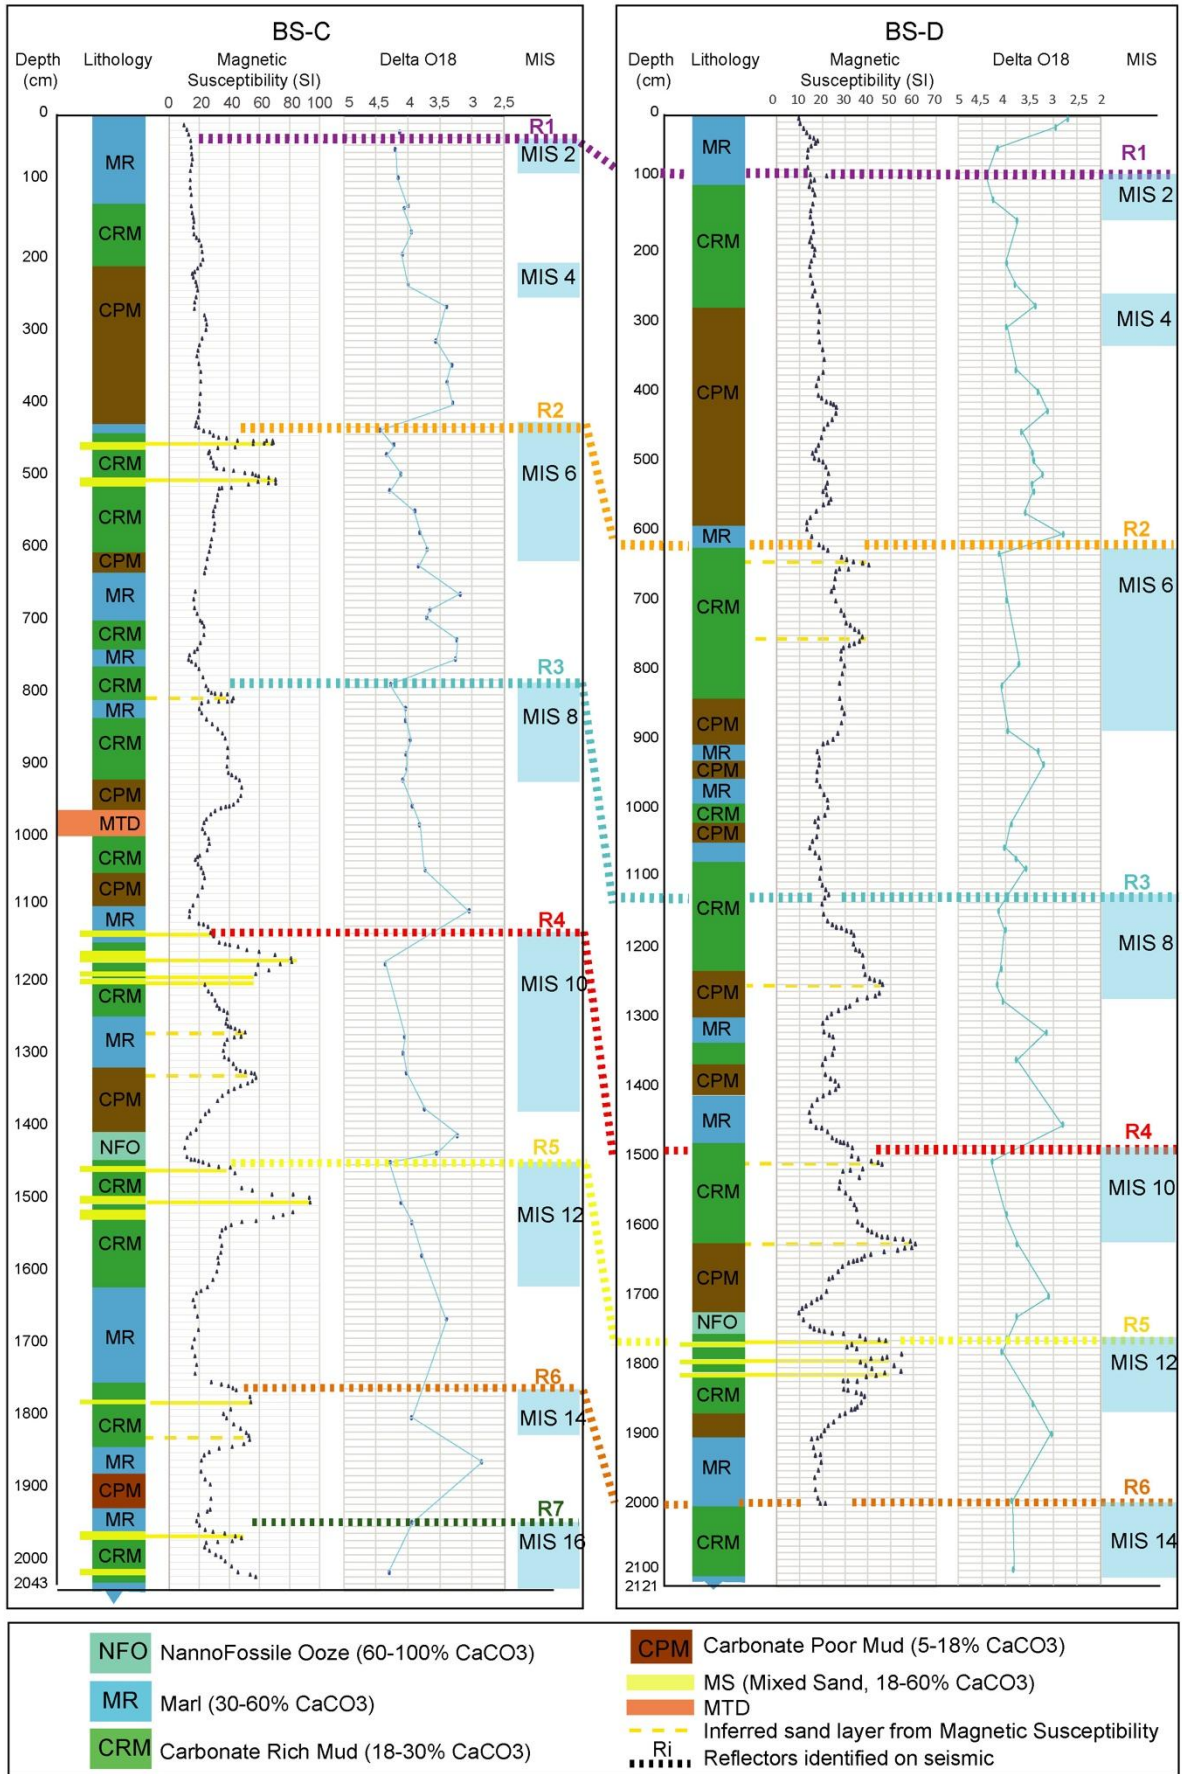 BS-C
Depth (cm)
Lithology
Magnetic Susceptibility (SI)
Delta O18
MIS
0 20 40 60 80 100
5 4,5 4 3,5 3 2,5
0
100
200
300
400
500
600
700
800
900
1000
1100
1200
1300
1400
1500
1600
1700
1800
1900
2000
2043
MR
CRM
CPM
CRM
CRM
CPM
MR
CRM
MR
CRM
MR
CRM
CPM
MTD
CRM
CPM
MR
CRM
MR
CPM
NFO
CRM
CRM
MR
CRM
MR
CPM
MR
CRM
R1
MIS 2
MIS 4
R2
MIS 6
R3
MIS 8
R4
MIS 10
R5
MIS 12
R6
MIS 14
R7
MIS 16
BS-D
Depth (cm)
Lithology
Magnetic Susceptibility (SI)
Delta O18
MIS
0 10 20 30 40 50 60 70
5 4,5 4 3,5 3 2,5 2
0
100
200
300
400
500
600
700
800
900
1000
1100
1200
1300
1400
1500
1600
1700
1800
1900
2000
2100
2121
MR
CRM
CPM
MR
CRM
CPM
MR
CPM
MR
CRM
CPM
CRM
CPM
MR
CPM
MR
CRM
CPM
NFO
CRM
MR
CRM
R1
MIS 2
MIS 4
R2
MIS 6
R3
MIS 8
R4
MIS 10
R5
MIS 12
R6
MIS 14
NFO NannoFossile Ooze (60-100% CaCO3)
MR Marl (30-60% CaCO3)
CRM Carbonate Rich Mud (18-30% CaCO3)
CPM Carbonate Poor Mud (5-18% CaCO3)
MS (Mixed Sand, 18-60% CaCO3)
MTD
Inferred sand layer from Magnetic Susceptibility
Ri Reflectors identified on seismic